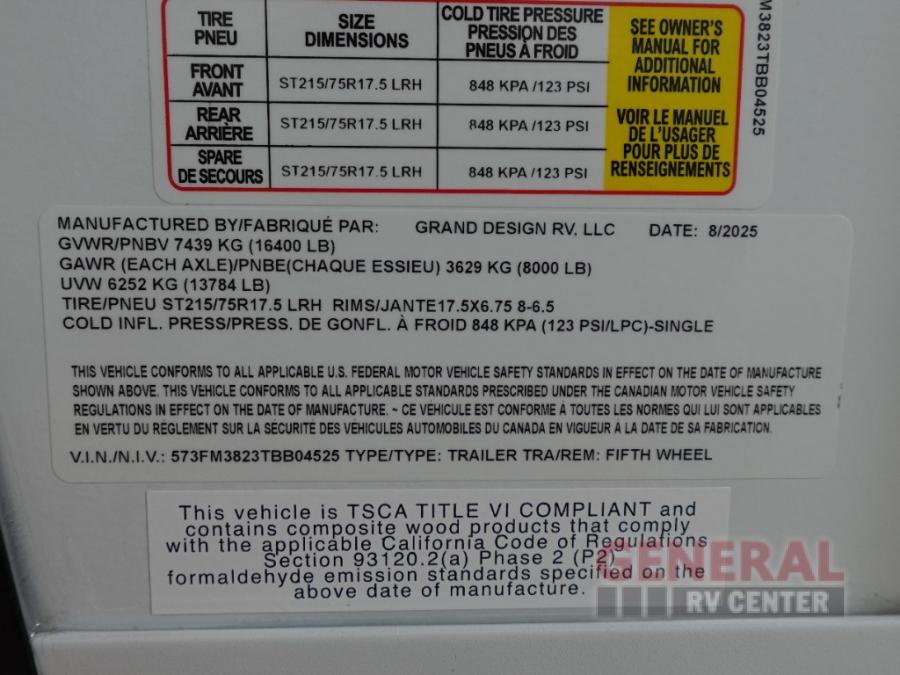 TIRE SIZE COLD TIRE PRESSURE SEE OWNER'S
PNEU DIMENSIONS PRESSION DES MANUAL FOR
PNEUS À FROID ADDITIONAL
INFORMATION
FRONT ST215/75R17.5 LRH 848 KPA /123 PSI
AVANT
REAR ST215/75R17.5 LRH 848 KPA /123 PSI VOIR LE MANUEL
ARRIÈRE DE L'USAGER
SPARE ST215/75R17.5 LRH 848 KPA /123 PSI POUR PLUS DE
DE SECOURS RENSEIGNEMENTS
M3823TBB04525
MANUFACTURED BY/FABRIQUÉ PAR: GRAND DESIGN RV, LLC DATE: 8/2025
GVWR/PNBV 7439 KG (16400 LB)
GAWR (EACH AXLE)/PNBE(CHAQUE ESSIEU) 3629 KG (8000 LB)
UVW 6252 KG (13784 LB)
TIRE/PNEU ST215/75R17.5 LRH RIMS/JANTE17.5X6.75 8-6.5
COLD INFL. PRESS/PRESS. DE GONFL. À FROID 848 KPA (123 PSI/LPC)-SINGLE
THIS VEHICLE CONFORMS TO ALL APPLICABLE U.S. FEDERAL MOTOR VEHICLE SAFETY STANDARDS IN EFFECT ON THE DATE OF MANUFACTURE
SHOWN ABOVE. THIS VEHICLE CONFORMS TO ALL APPLICABLE STANDARDS PRESCRIBED UNDER THE CANADIAN MOTOR VEHICLE SAFETY
REGULATIONS IN EFFECT ON THE DATE OF MANUFACTURE. ~ CE VÉHICULE EST CONFORME À TOUTES LES NORMES QUI LUI SONT APPLICABLES
EN VERTU DU RÈGLEMENT SUR LA SÉCURITÉ DES VÉHICULES AUTOMOBILES DU CANADA EN VIGUEUR À LA DATE DE SA FABRICATION.
V.I.N./N.I.V.: 573FM3823TBB04525 TYPE/TYPE: TRAILER TRA/REM: FIFTH WHEEL
This vehicle is TSCA TITLE VI COMPLIANT and
contains composite wood products that comply
with the applicable California Code of Regulations
Section 93120.2(a) Phase 2 (P2)
formaldehyde emission standards specified on the
above date of manufacture.
GENERAL
RV CENTER